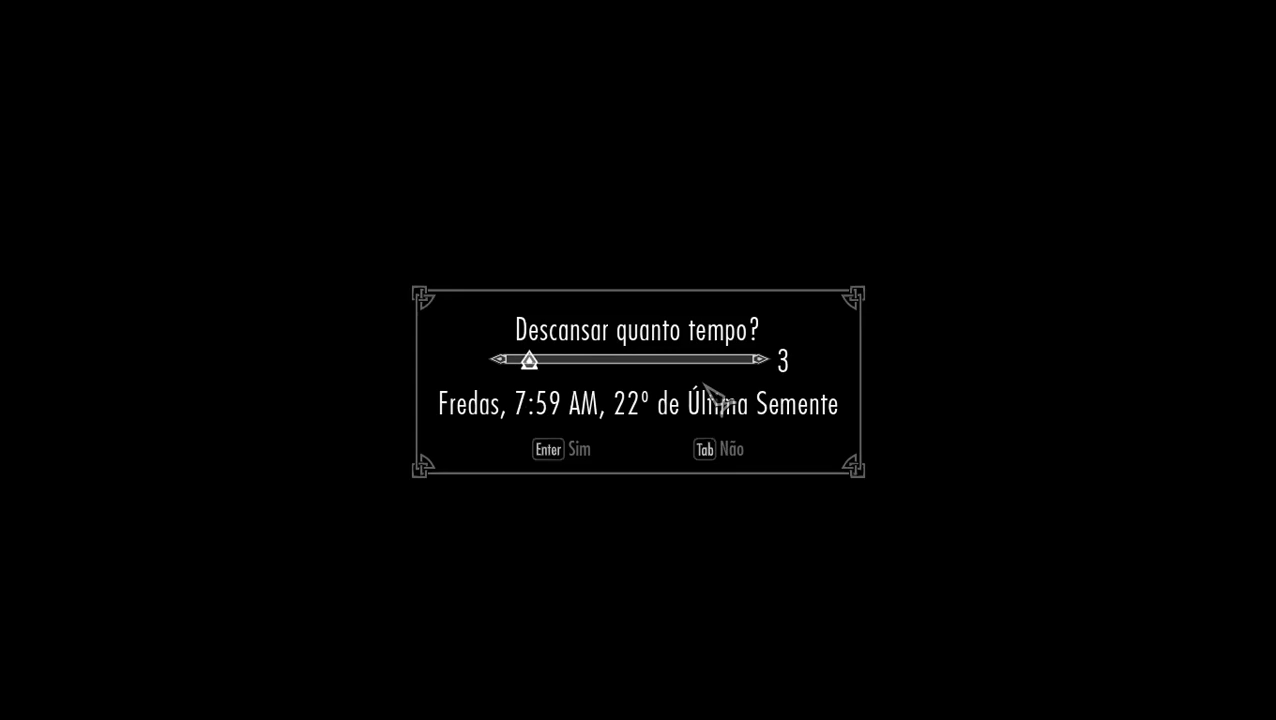 Descansar quanto tempo?
3
Fredas, 7:59 AM, 22º de Última Semente
Enter Sim Tab Não